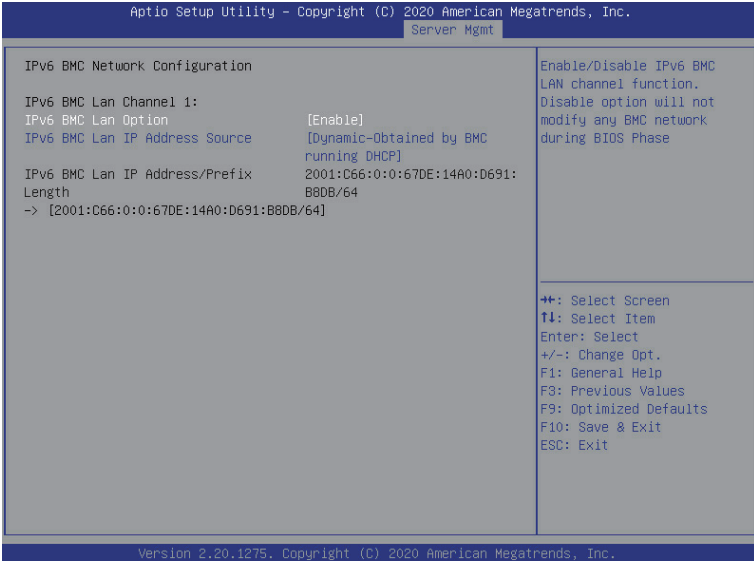 Aptio Setup Utility – Copyright (C) 2020 American Megatrends, Inc.
Server Mgmt
IPv6 BMC Network Configuration
IPv6 BMC Lan Channel 1:
IPv6 BMC Lan Option [Enable]
IPv6 BMC Lan IP Address Source [Dynamic-Obtained by BMC
running DHCP]
IPv6 BMC Lan IP Address/Prefix 2001:C66:0:0:67DE:14A0:D691:
Length B8DB/64
-> [2001:C66:0:0:67DE:14A0:D691:B8DB/64]
Enable/Disable IPv6 BMC
LAN channel function.
Disable option will not
modify any BMC network
during BIOS Phase
→←: Select Screen
↑↓: Select Item
Enter: Select
+/-: Change Opt.
F1: General Help
F3: Previous Values
F9: Optimized Defaults
F10: Save & Exit
ESC: Exit
Version 2.20.1275. Copyright (C) 2020 American Megatrends, Inc.